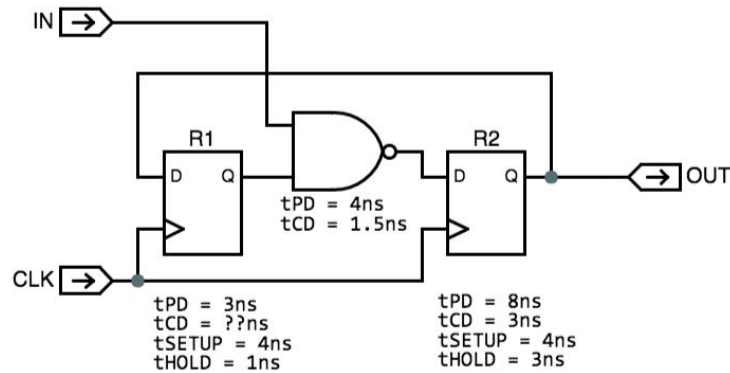 IN
R1
R2
D
Q
D
Q
OUT
tPD = 4ns
tCD = 1.5ns
CLK
tPD = 3ns
tCD = ??ns
tSETUP = 4ns
tHOLD = 1ns
tPD = 8ns
tCD = 3ns
tSETUP = 4ns
tHOLD = 3ns